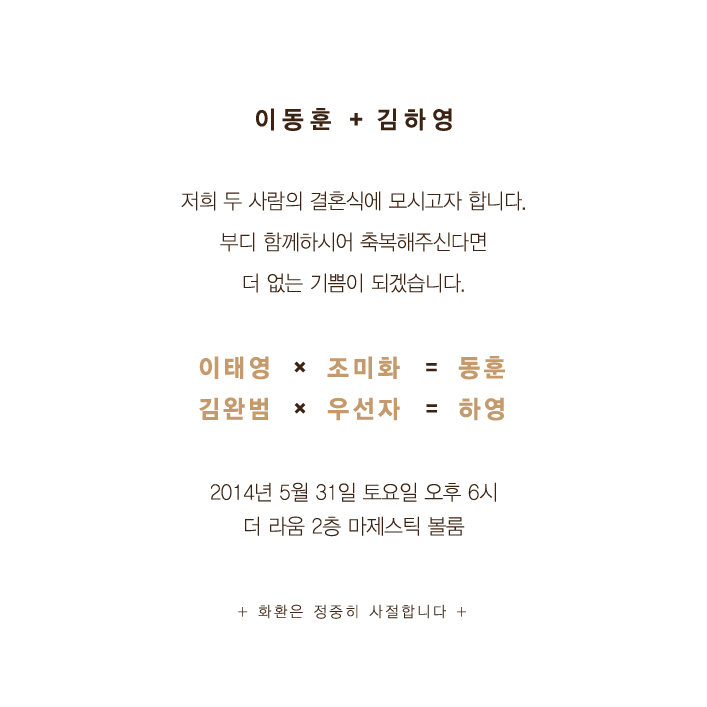 이동훈 + 김하영
저희 두 사람의 결혼식에 모시고자 합니다.
부디 함께하시어 축복해주신다면
더 없는 기쁨이 되겠습니다.
이태영 × 조미화 = 동훈
김완범 × 우선자 = 하영
2014년 5월 31일 토요일 오후 6시
더 라움 2층 마제스틱 볼룸
+ 화환은 정중히 사절합니다 +